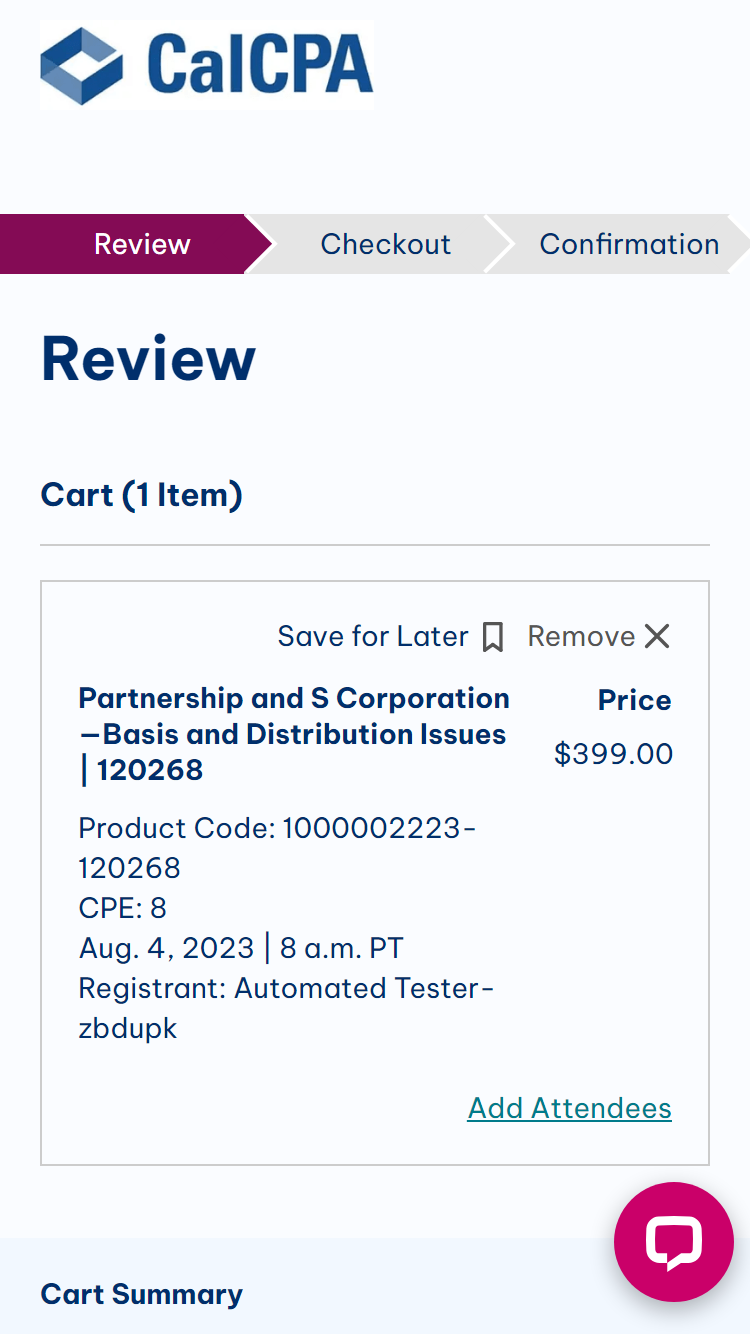 CalCPA
Review
Checkout
Confirmation
Review
Cart (1 Item)
Save for Later
Remove
Partnership and S Corporation
—Basis and Distribution Issues
| 120268
Price
$399.00
Product Code: 1000002223-
120268
CPE: 8
Aug. 4, 2023 | 8 a.m. PT
Registrant: Automated Tester-
zbdupk
Add Attendees
Cart Summary